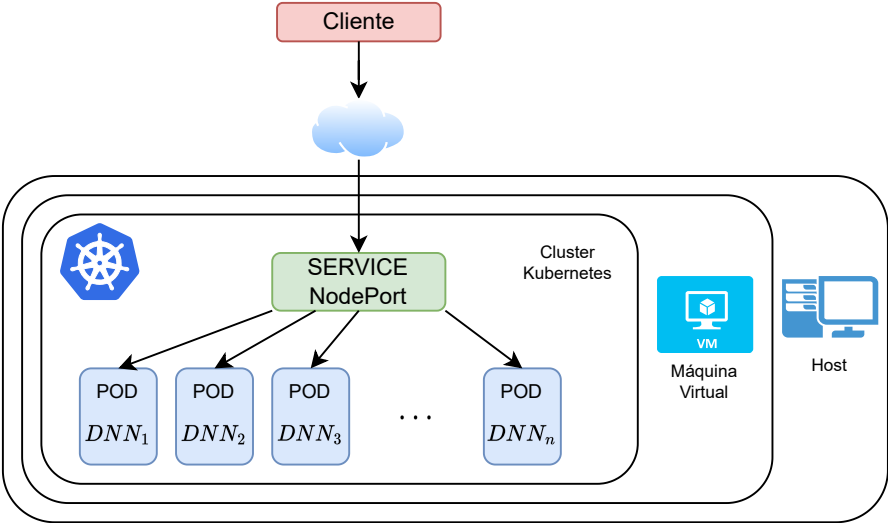 Cliente
SERVICE
NodePort
Cluster
Kubernetes
VM
Máquina
Virtual
Host
POD
DNN₁
POD
DNN₂
POD
DNN₃
...
POD
DNNₙ